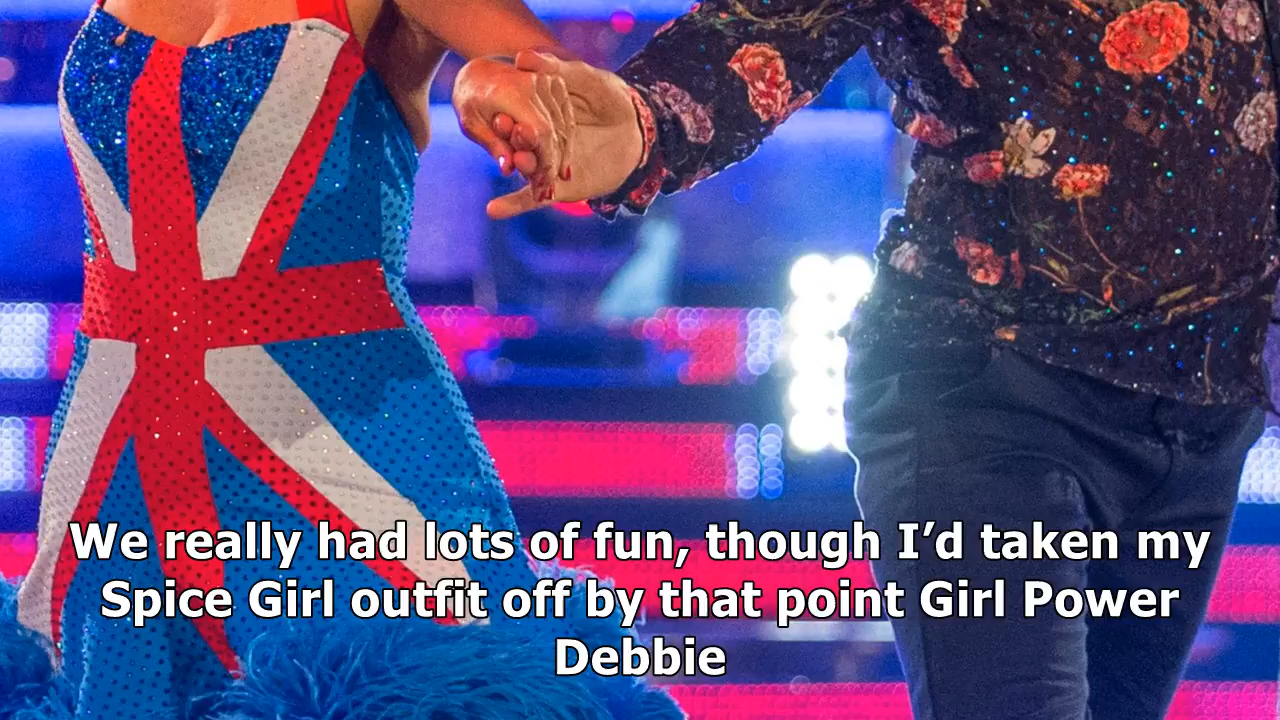 We really had lots of fun, though I’d taken my
Spice Girl outfit off by that point Girl Power
Debbie